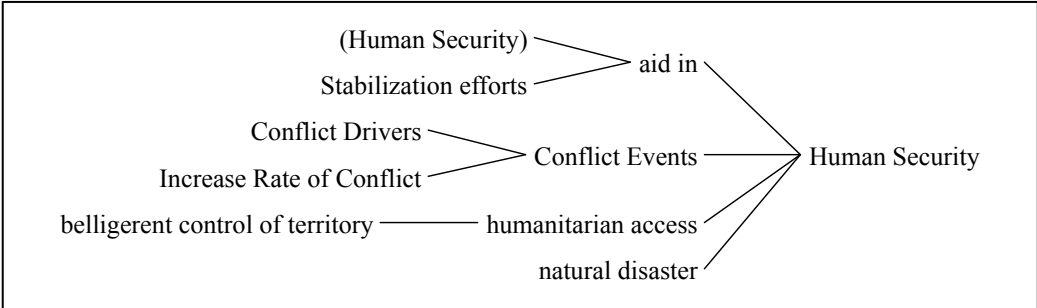 (Human Security)
aid in
Stabilization efforts
Conflict Drivers
Conflict Events
Human Security
Increase Rate of Conflict
belligerent control of territory
humanitarian access
natural disaster